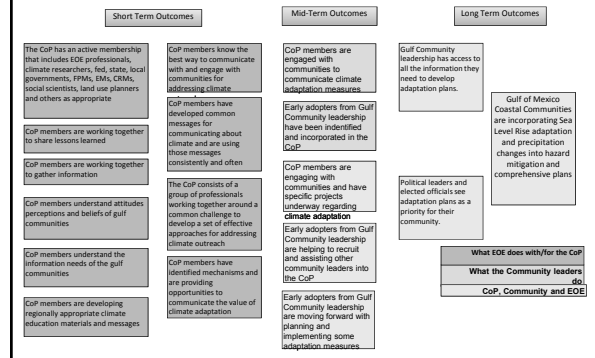 Short Term Outcomes
Mid-Term Outcomes
Long Term Outcomes
The CoP has an active membership
that includes EOE professionals,
climate researchers, fed, state, local
governments, FPMs, EMs, CRMs,
social scientists, land use planners
and others as appropriate
CoP members are working together
to share lessons learned
CoP members are working together
to gather information
CoP members understand attitudes
perceptions and beliefs of gulf
communities
CoP members understand the
information needs of the gulf
communities
CoP members are developing
regionally appropriate climate
education materials and messages
CoP members know the
best way to communicate
with and engage with
communities for
addressing climate
CoP members have
developed common
messages for
communicating about
climate and are using
those messages
consistently and often
The CoP consists of a
group of professionals
working together around a
common challenge to
develop a set of effective
approaches for addressing
climate outreach
CoP members have
identified mechanisms and
are providing
opportunities to
communicate the value of
climate adaptation
CoP members are
engaged with
communities to
communicate climate
adaptation measures
Early adopters from Gulf
Community leadership
have been indentified
and incorporated in the
CoP
CoP members are
engaging with
communities and have
specific projects
underway regarding
climate adaptation
Early adopters from Gulf
Community leadership
are helping to recruit
and assisting other
community leaders into
the CoP
Early adopters from Gulf
Community leadership
are moving forward with
planning and
implementing some
adaptation measures
Gulf Community
leadership has access to
all the information they
need to develop
adaptation plans.
Political leaders and
elected officials see
adaptation plans as a
priority for their
community.
Gulf of Mexico
Coastal Communities
are incorporating Sea
Level Rise adaptation
and precipitation
changes into hazard
mitigation and
comprehensive plans
What EOE does with/for the CoP
What the Community leaders
do
CoP, Community and EOE